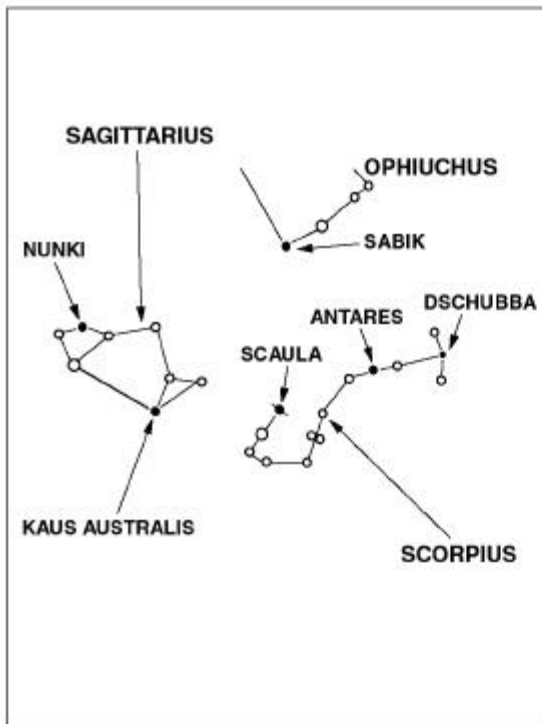 SAGITTARIUS
OPHIUCHUS
SABIK
NUNKI
DSCHUBBA
ANTARES
SCAULA
KAUS AUSTRALIS
SCORPIUS